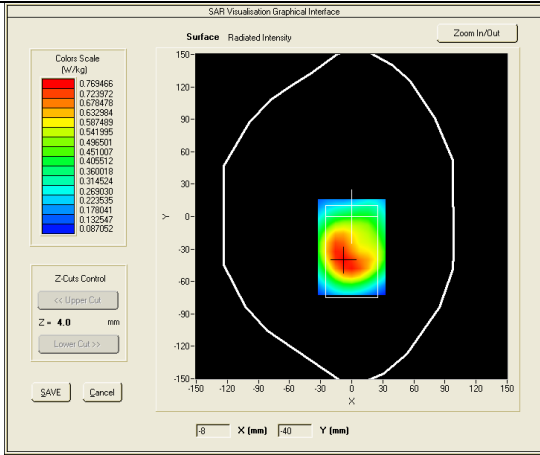 SAR Visualisation Graphical Interface
Surface Radiated Intensity
Zoom In/Out
Colors Scale
(W/kg)
0.769466
0.723972
0.678478
0.632984
0.587489
0.541995
0.496501
0.451007
0.405512
0.360018
0.314524
0.269030
0.223535
0.178041
0.132547
0.087052
Z-Cuts Control
<< Upper Cut
Z = 4.0 mm
Lower Cut >>
SAVE Cancel
150
120
90
60
30
0
-30
-60
-90
-120
-150
Y
-150 -120 -90 -60 -30 0 30 60 90 120 150
X
-8 X (mm) -40 Y (mm)